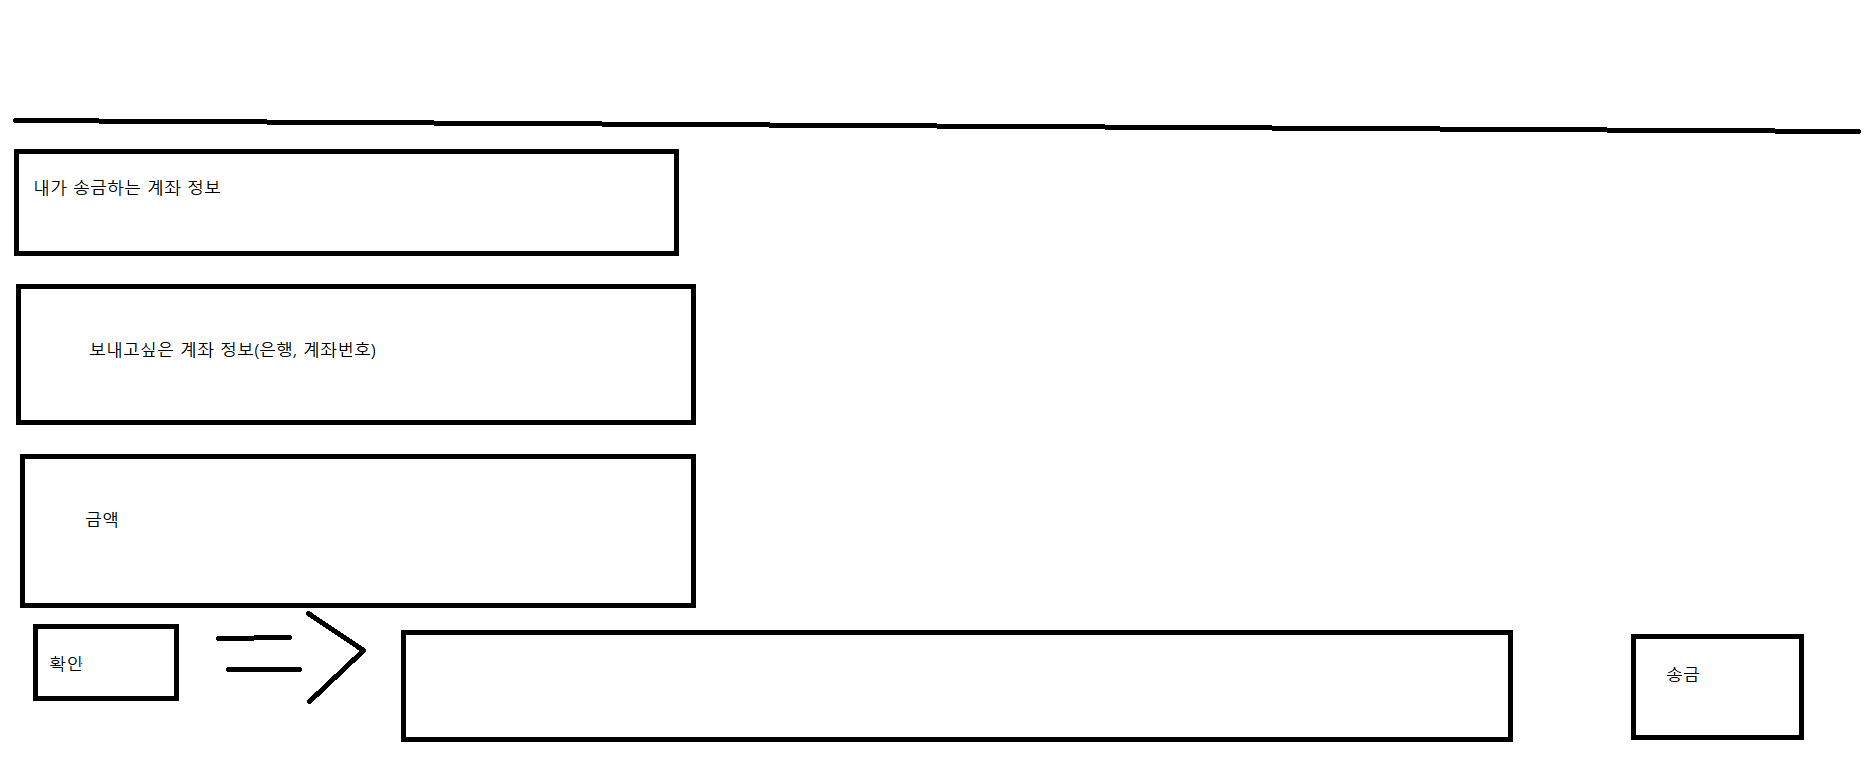 내가 송금하는 계좌 정보
보내고싶은 계좌 정보(은행, 계좌번호)
금액
확인
송금